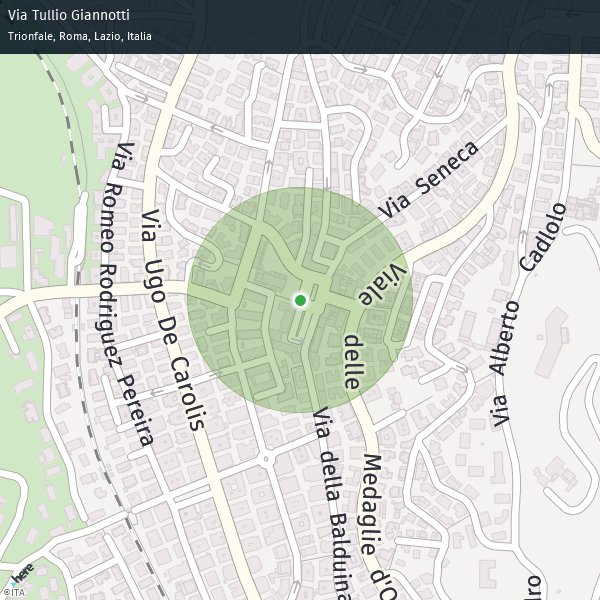 Via Tullio Giannotti
Trionfale, Roma, Lazio, Italia
Via Romeo Rodriguez Pereira
Via Ugo De Carolis
Via Seneca
Viale
delle
Medaglie d'O
Via della Balduina
Via Alberto Cadlolo
dro
here
©ITA